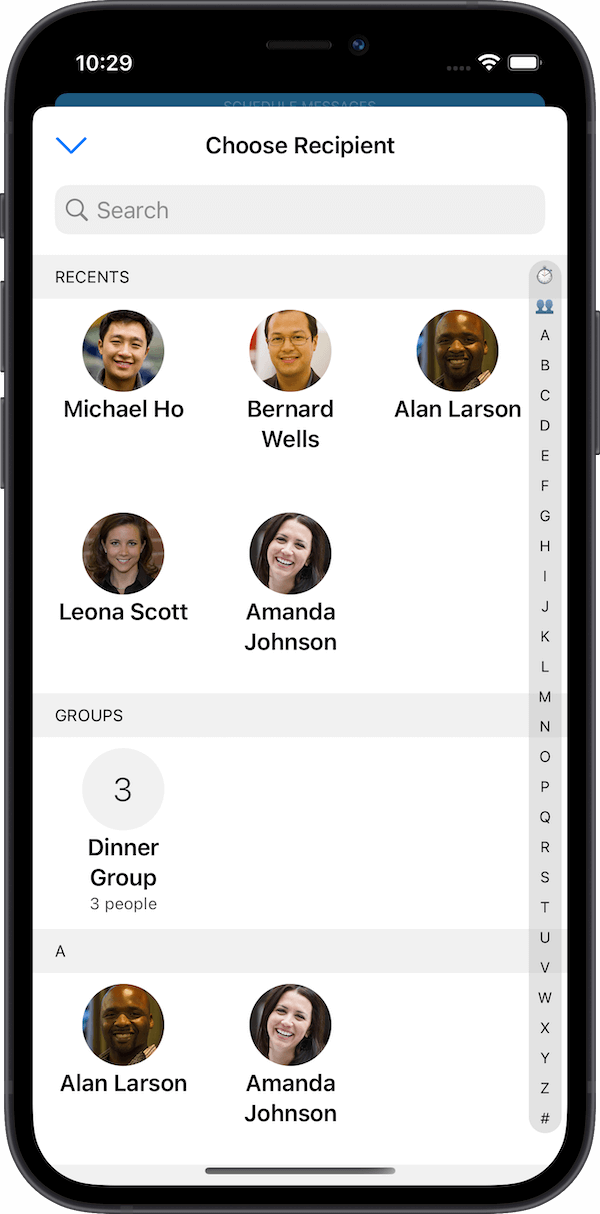 10:29
SCHEDULE MESSAGES
Choose Recipient
Search
RECENTS
Michael Ho
Bernard
Wells
Alan Larson
Leona Scott
Amanda
Johnson
GROUPS
3
Dinner
Group
3 people
A
Alan Larson
Amanda
Johnson
A
B
C
D
E
F
G
H
I
J
K
L
M
N
O
P
Q
R
S
T
U
V
W
X
Y
Z
#